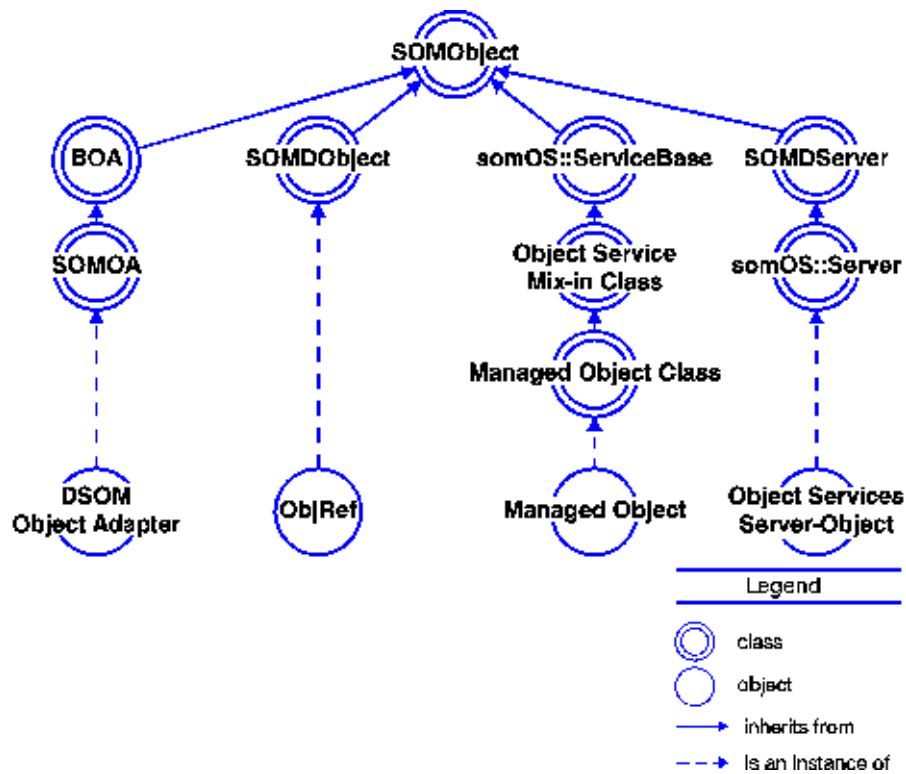 SOMObject
BOA
SOMDObject
somOS::ServiceBase
SOMDServer
SOMOA
Object Service
Mix-in Class
somOS::Server
Managed Object Class
DSOM
Object Adapter
ObjRef
Managed Object
Object Services
Server-Object
Legend
class
object
inherits from
is an instance of